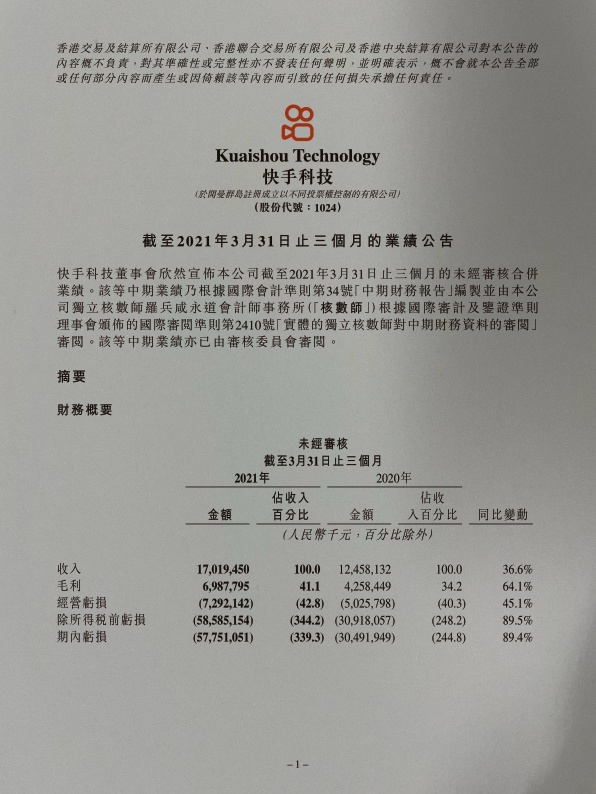 香港交易及結算所有限公司、香港聯合交易所有限公司及香港中央結算有限公司對本公告的
內容概不負責，對其準確性或完整性亦不發表任何聲明，並明確表示，概不會就本公告全部
或任何部分內容而產生或因倚賴該等內容而引致的任何損失承擔任何責任。
Kuaishou Technology
快手科技
(於開曼群島註冊成立以不同投票權控制的有限公司)
(股份代號：1024)
截至2021年3月31日止三個月的業績公告
快手科技董事會欣然宣佈本公司截至2021年3月31日止三個月的未經審核合併
業績。該等中期業績乃根據國際會計準則第34號「中期財務報告」編製並由本公
司獨立核數師羅兵咸永道會計師事務所(「核數師」)根據國際審計及鑒證準則
理事會頒佈的國際審閱準則第2410號「實體的獨立核數師對中期財務資料的審閱」
審閱。該等中期業績亦已由審核委員會審閱。
摘要
財務概要
未經審核
截至3月31日止三個月
2021年 2020年
佔收入 佔收
金額 百分比 金額 入百分比 同比變動
(人民幣千元，百分比除外)
收入 17,019,450 100.0 12,458,132 100.0 36.6%
毛利 6,987,795 41.1 4,258,449 34.2 64.1%
經營虧損 (7,292,142) (42.8) (5,025,798) (40.3) 45.1%
除所得稅前虧損 (58,585,154) (344.2) (30,918,057) (248.2) 89.5%
期內虧損 (57,751,051) (339.3) (30,491,949) (244.8) 89.4%
– 1 –